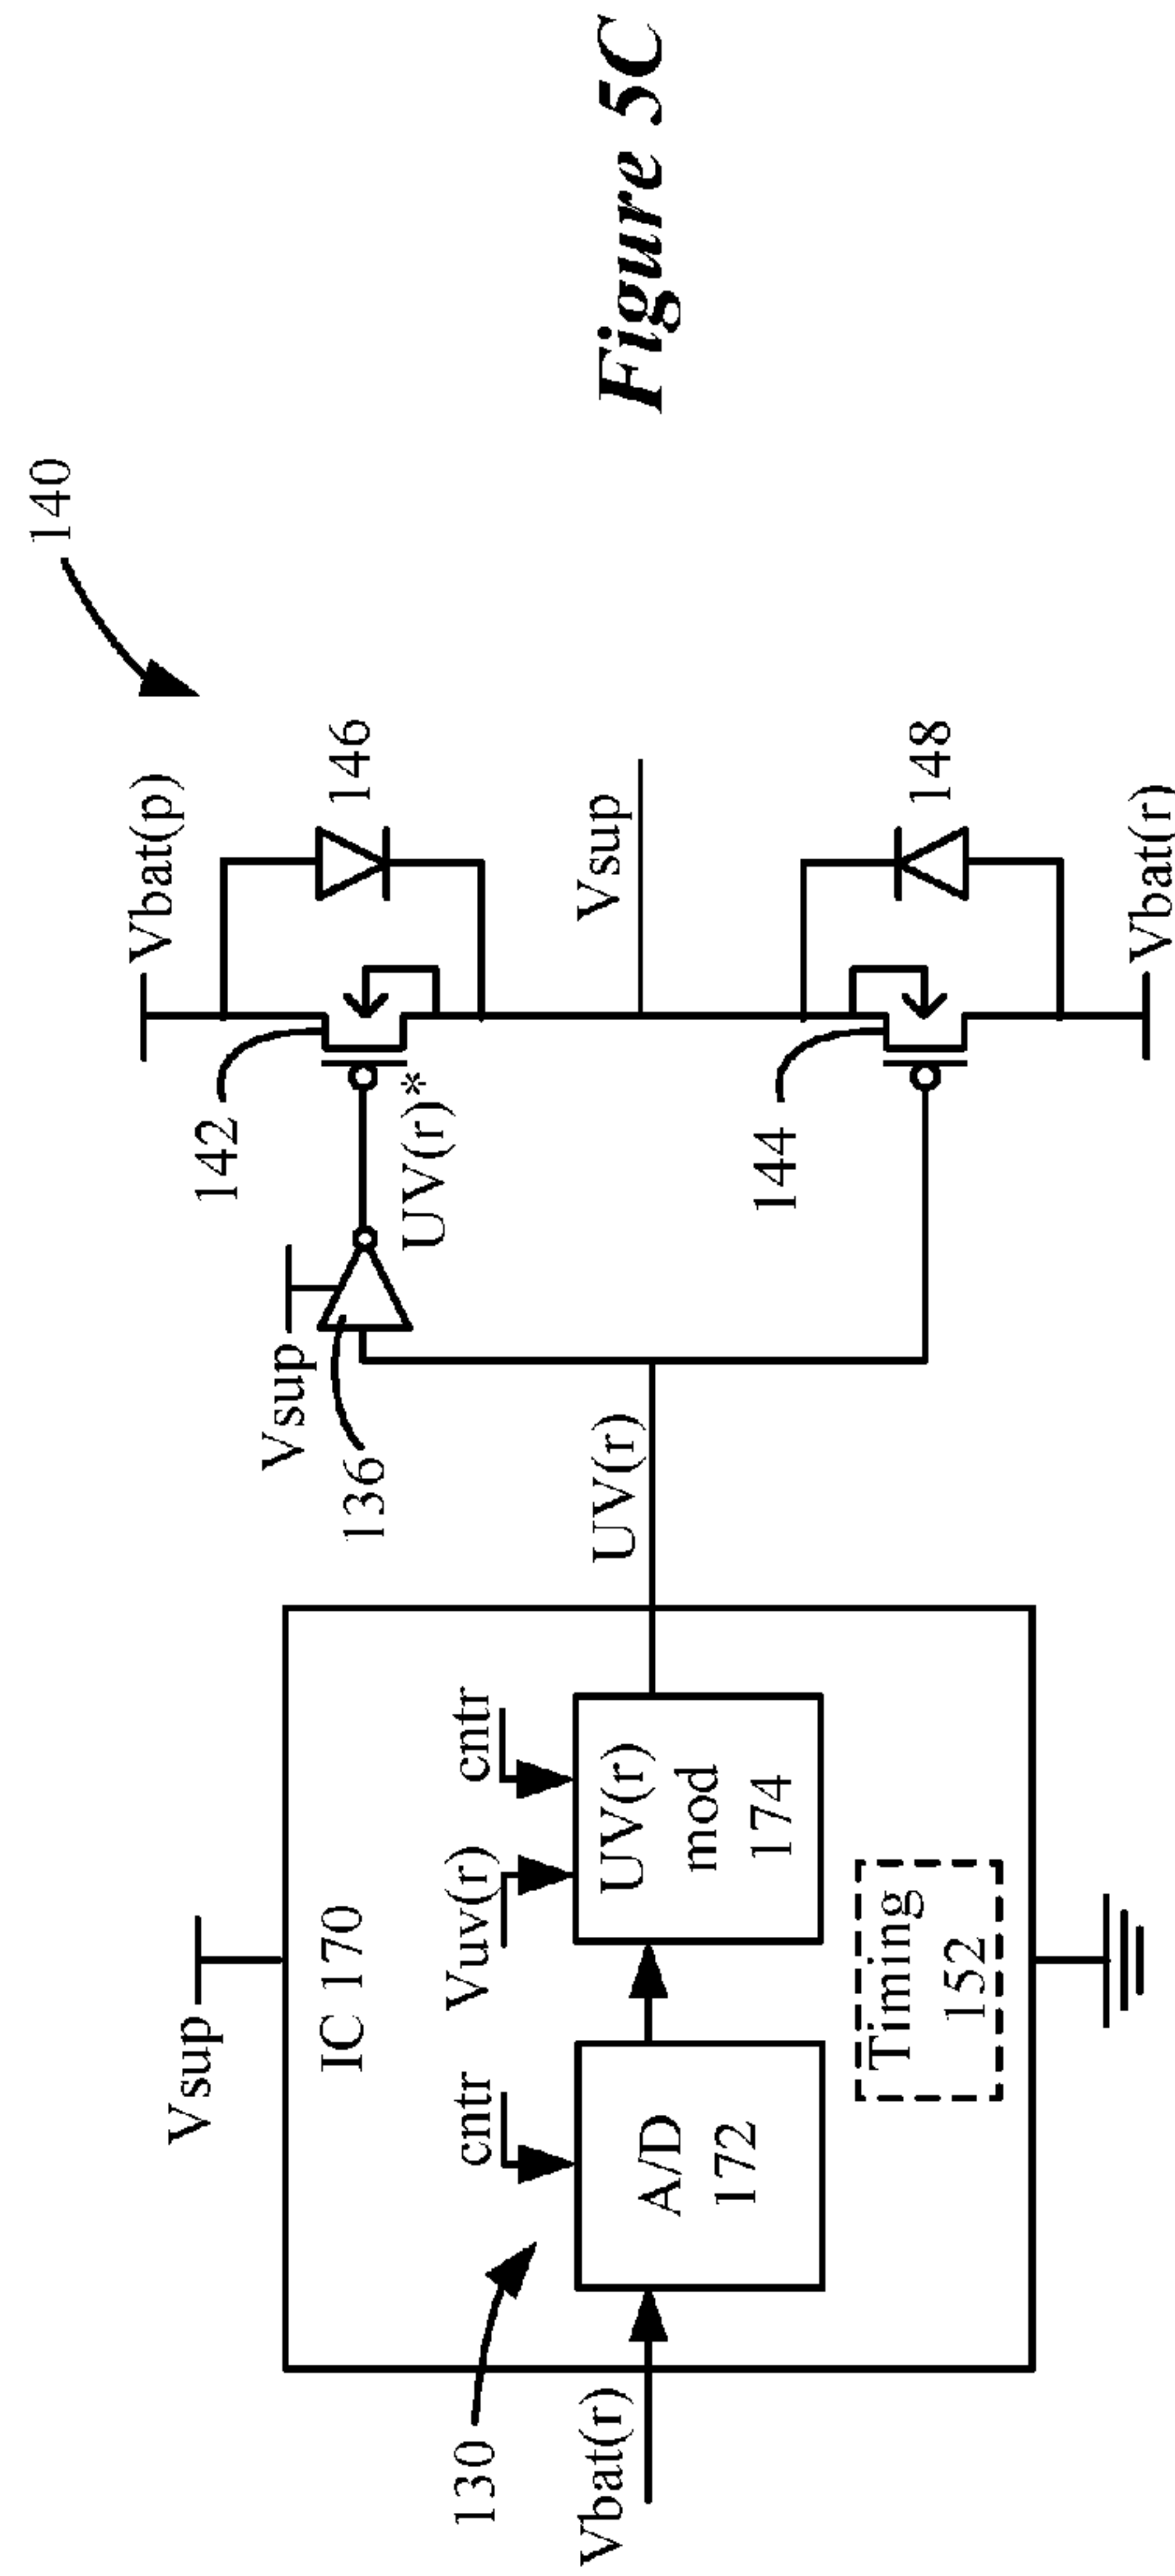 140
Vbat(p)
142
146
Vsup
136
UV(r)*
Vsup
IC 170
Vsup
cntr
Vuv(r)
cntr
UV(r)
130
Vbat(r)
A/D
172
UV(r)
mod
174
Timing
152
144
148
Vbat(r)
Figure 5C